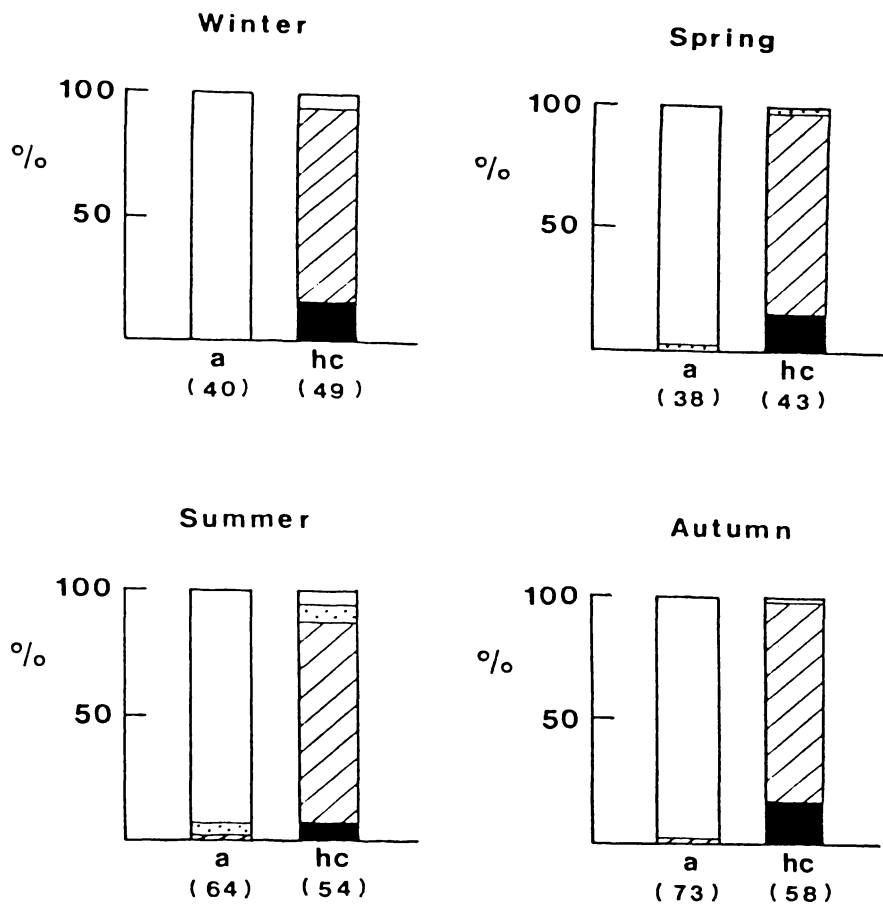 Winter
100
%
50
a hc
(40) (49)
Spring
100
%
50
a hc
(38) (43)
Summer
100
%
50
a hc
(64) (54)
Autumn
100
%
50
a hc
(73) (58)